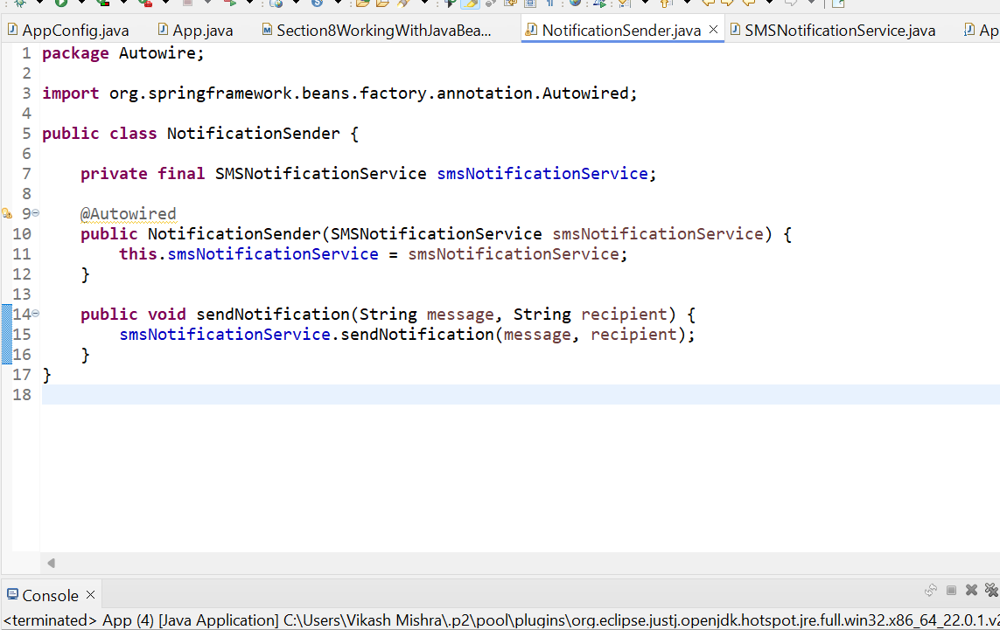 AppConfig.java App.java Section8WorkingWithJavaBea... NotificationSender.java SMSNotificationService.java Ap
1 package Autowire;
2
3 import org.springframework.beans.factory.annotation.Autowired;
4
5 public class NotificationSender {
6
7     private final SMSNotificationService smsNotificationService;
8
9     @Autowired
10     public NotificationSender(SMSNotificationService smsNotificationService) {
11         this.smsNotificationService = smsNotificationService;
12     }
13
14     public void sendNotification(String message, String recipient) {
15         smsNotificationService.sendNotification(message, recipient);
16     }
17 }
18
Console
<terminated> App (4) [Java Application] C:\Users\Vikash Mishra\.p2\pool\plugins\org.eclipse.justj.openjdk.hotspot.jre.full.win32.x86_64_22.0.1.v2